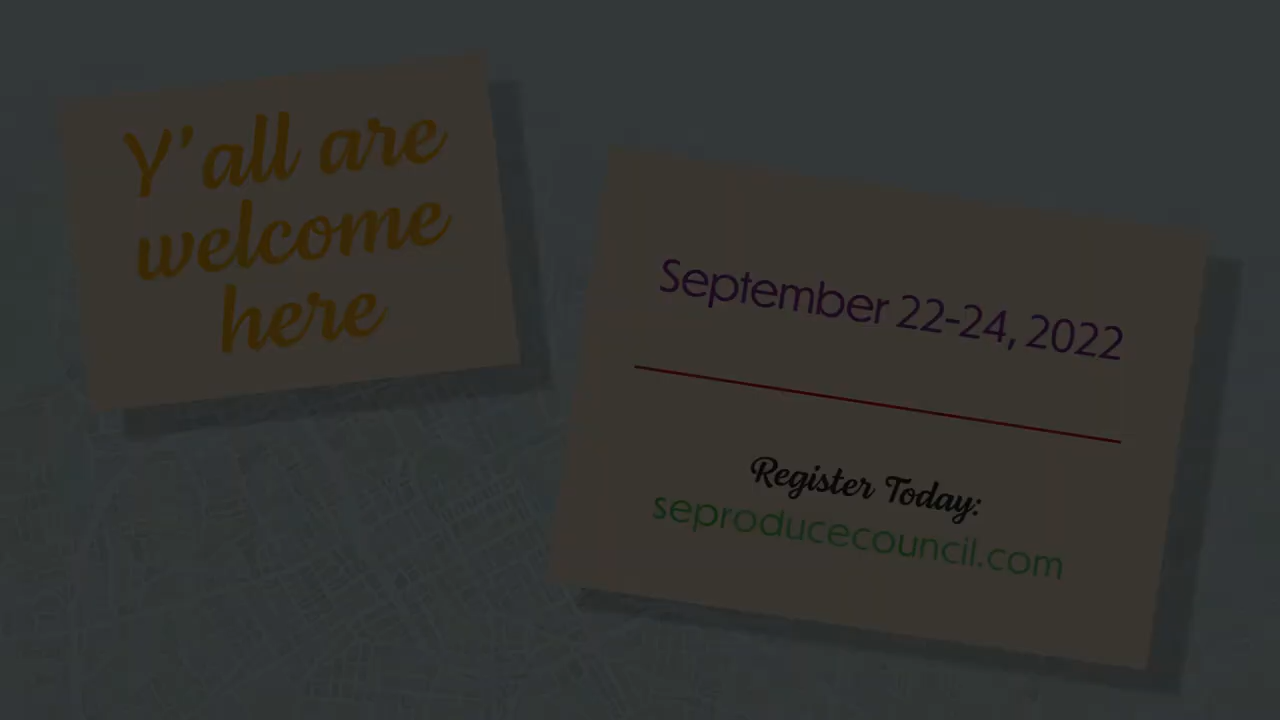 Y'all are
welcome
here
September 22-24, 2022
Register Today:
seproducecouncil.com